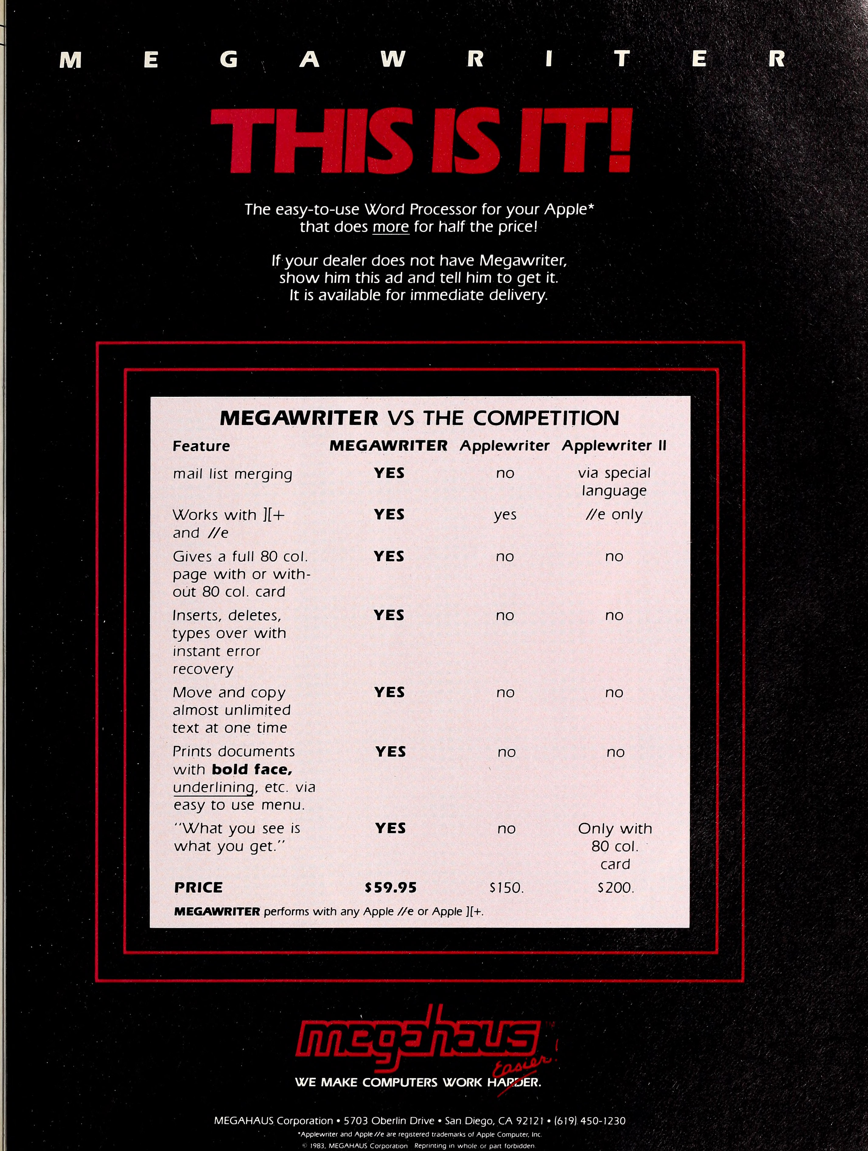 M E G A W R I T E R
THIS IS IT!
The easy-to-use Word Processor for your Apple*
that does more for half the price!
If your dealer does not have Megawriter,
show him this ad and tell him to get it.
It is available for immediate delivery.
MEGAWRITER VS THE COMPETITION
Feature MEGAWRITER Applewriter Applewriter II
mail list merging YES no via special
language
Works with ][+ YES yes //e only
and //e
Gives a full 80 col. YES no no
page with or with-
out 80 col. card
Inserts, deletes, YES no no
types over with
instant error
recovery
Move and copy YES no no
almost unlimited
text at one time
Prints documents YES no no
with bold face,
underlining, etc. via
easy to use menu.
"What you see is YES no Only with
what you get." 80 col.
card
PRICE $59.95 $150. $200.
MEGAWRITER performs with any Apple //e or Apple ][+.
megahaus
Easier!
WE MAKE COMPUTERS WORK HARDER.
MEGAHAUS Corporation • 5703 Oberlin Drive • San Diego, CA 92121 • (619) 450-1230
*Applewriter and Apple //e are registered trademarks of Apple Computer, Inc.
© 1983, MEGAHAUS Corporation Reprinting in whole or part forbidden.